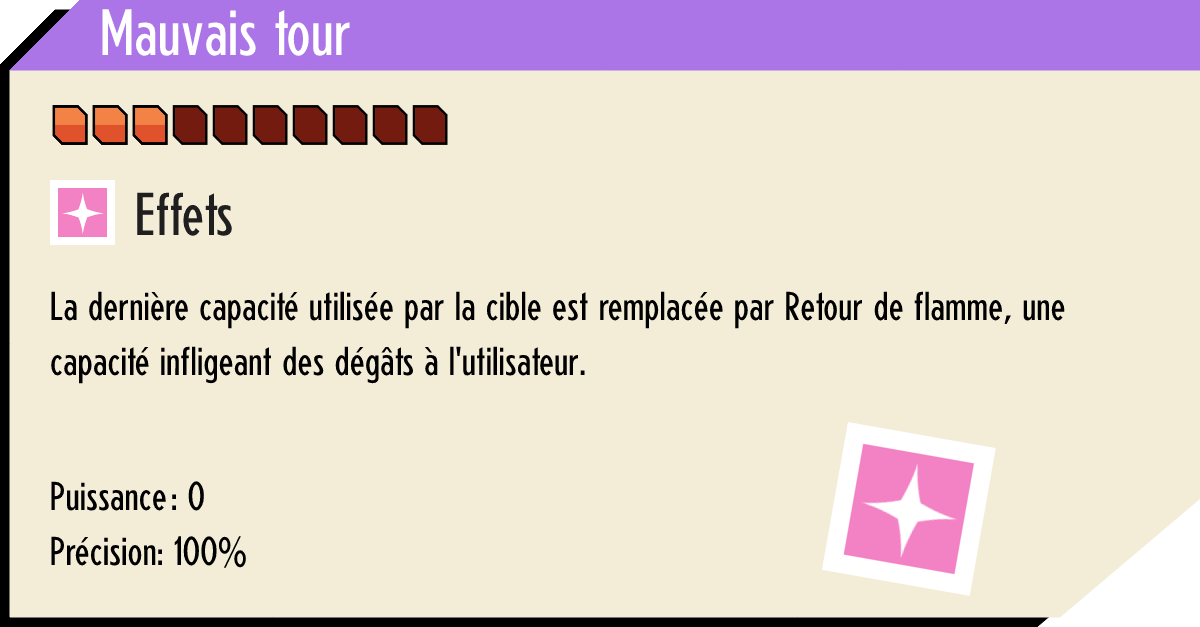 Mauvais tour
Effets
La dernière capacité utilisée par la cible est remplacée par Retour de flamme, une
capacité infligeant des dégâts à l'utilisateur.
Puissance : 0
Précision: 100%